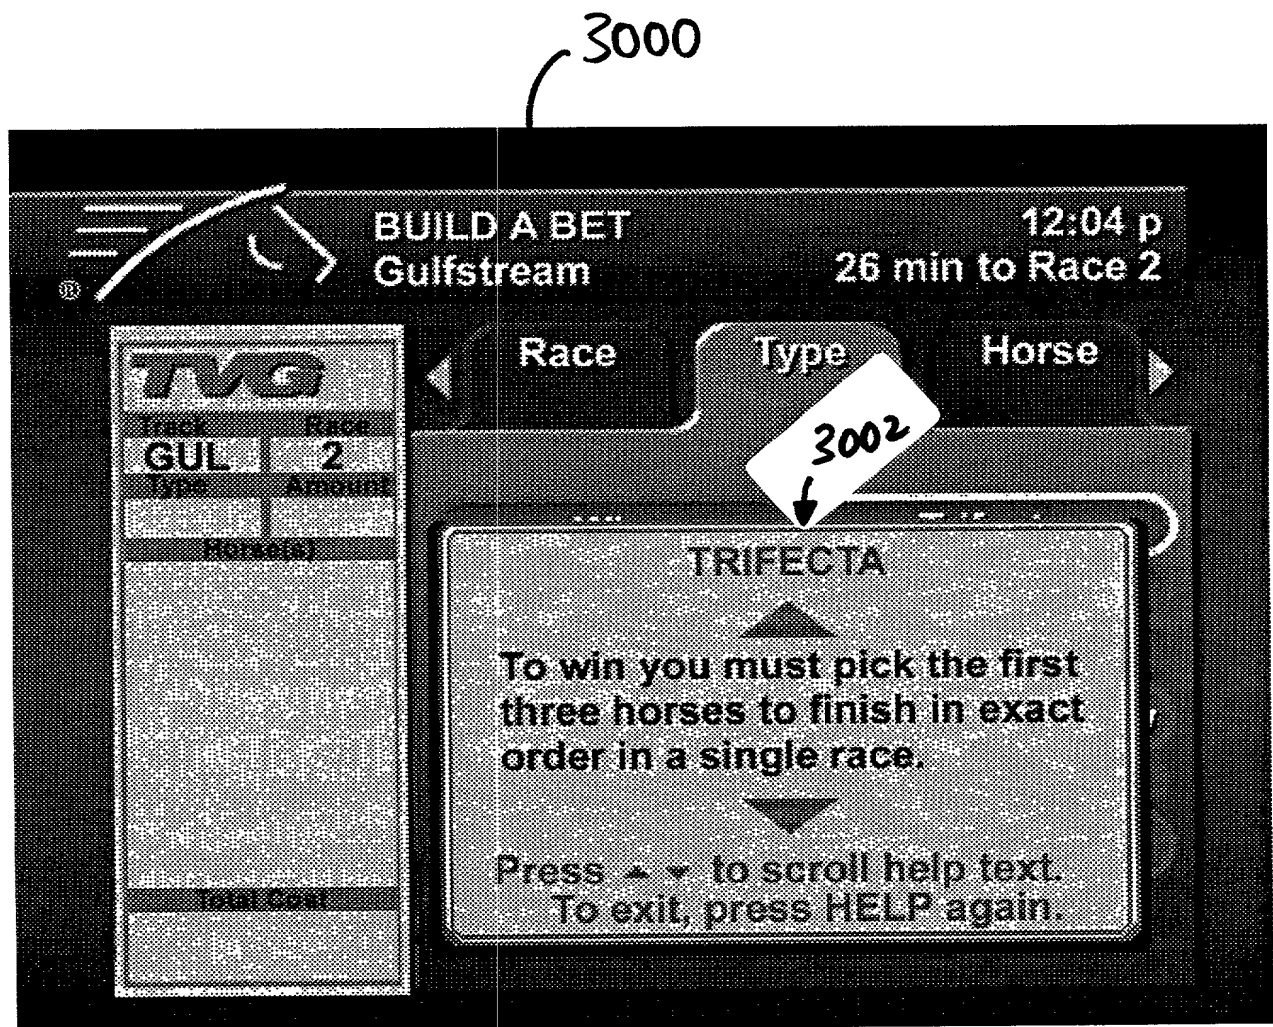 3000
BUILD A BET
Gulfstream
12:04 p
26 min to Race 2
®
TVG
Track Race
GUL 2
Type Amount
Horse(s)
Total Cost
Race
Type
Horse
3002
TRIFECTA
To win you must pick the first
three horses to finish in exact
order in a single race.
Press ▲ ▼ to scroll help text.
To exit, press HELP again.